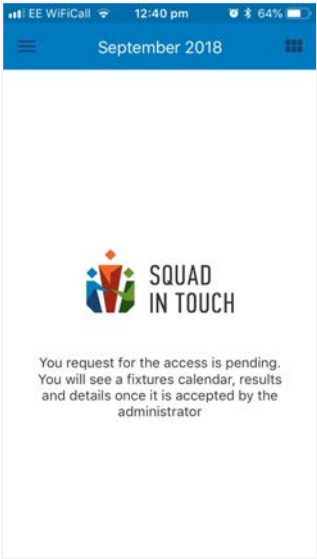 EE WiFiCall 12:40 pm 64%
September 2018
SQUAD
IN TOUCH
You request for the access is pending.
You will see a fixtures calendar, results
and details once it is accepted by the
administrator